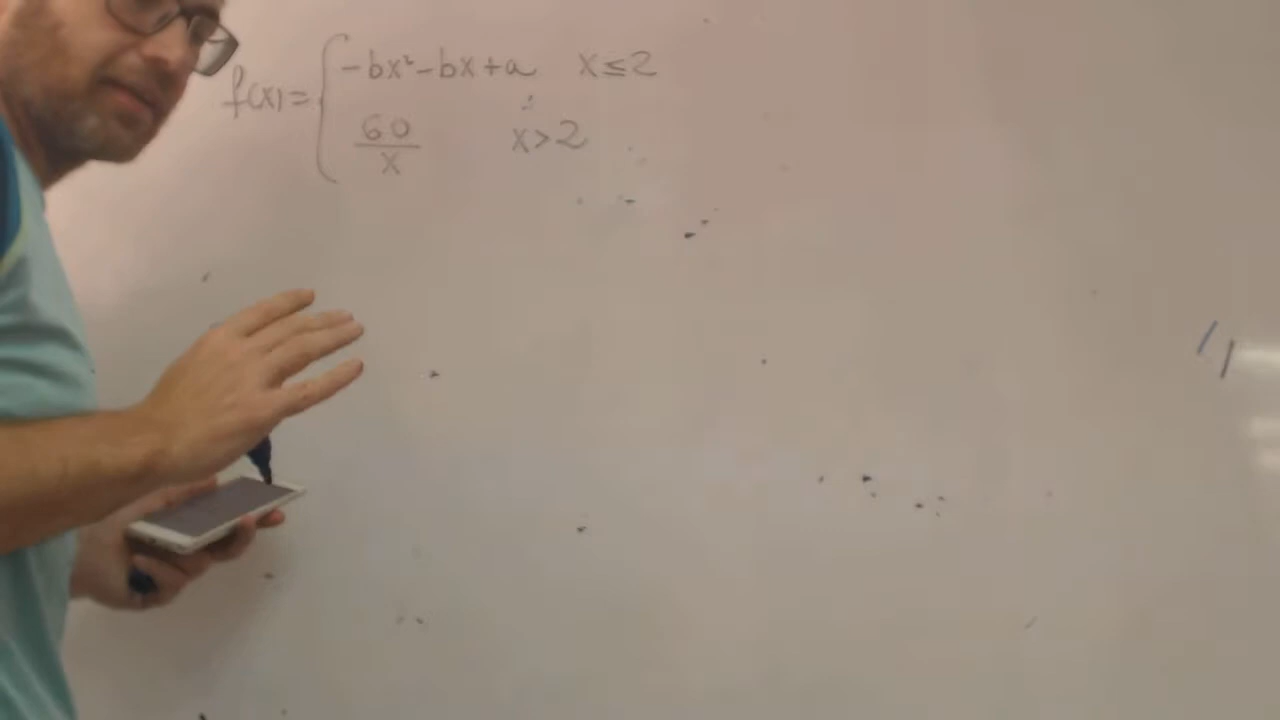 f(x) = { -bx² - bx + a x ≤ 2
60/x x > 2